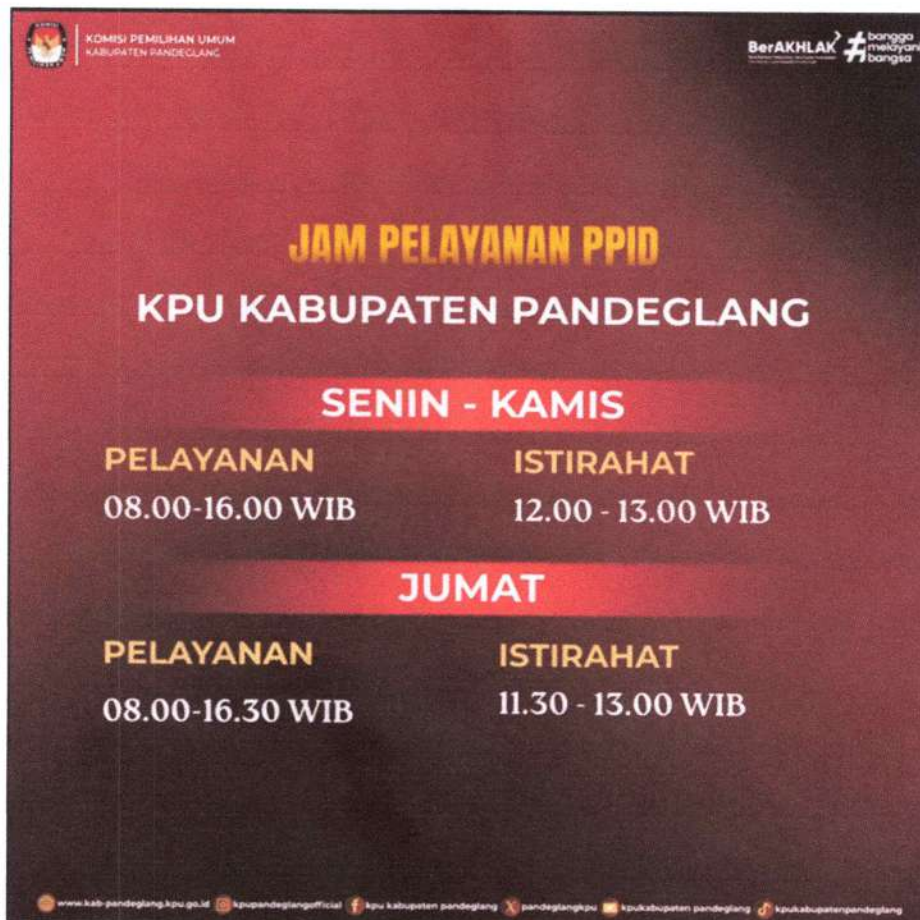 KOMISI PEMILIHAN UMUM
KABUPATEN PANDEGLANG
BerAKHLAK
#bangga melayani bangsa
JAM PELAYANAN PPID
KPU KABUPATEN PANDEGLANG
SENIN - KAMIS
PELAYANAN ISTIRAHAT
08.00-16.00 WIB 12.00 - 13.00 WIB
JUMAT
PELAYANAN ISTIRAHAT
08.00-16.30 WIB 11.30 - 13.00 WIB
www.kab-pandeglang.kpu.go.id kpupandeglangofficial kpu kabupaten pandeglang pandeglangkpu kpukabupaten pandeglang kpukabupatenpandeglang